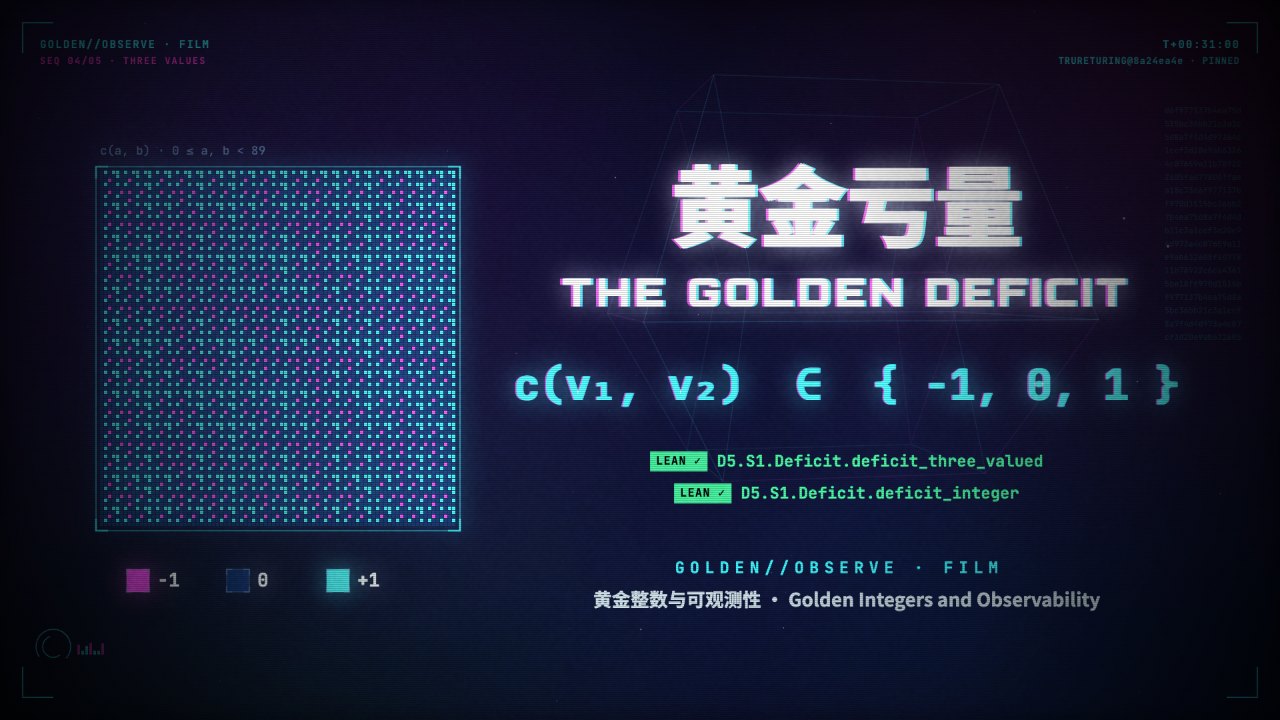 GOLDEN//OBSERVE · FILM
SEQ 04/05 · THREE VALUES
T+00:31:00
TRURETURING@8a24ea4e · PINNED
c(a, b) · 0 ≤ a, b < 89
黄金亏量
THE GOLDEN DEFICIT
c(v₁, v₂) ∈ { -1, 0, 1 }
LEAN ✓ D5.S1.Deficit.deficit_three_valued
LEAN ✓ D5.S1.Deficit.deficit_integer
-1
0
+1
GOLDEN//OBSERVE · FILM
黄金整数与可观测性 • Golden Integers and Observability